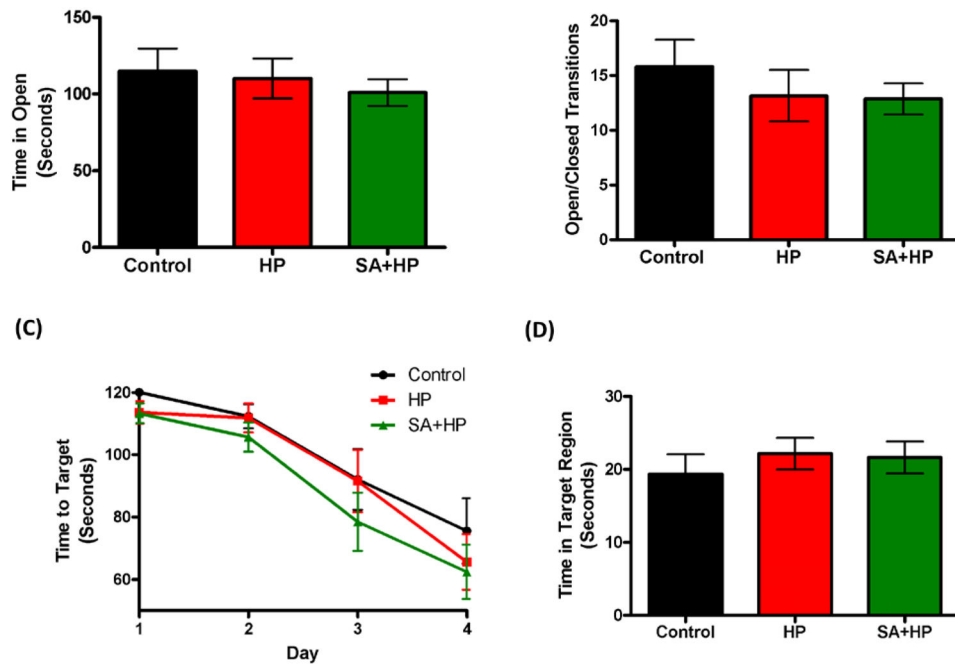 Time in Open
(Seconds)
150
100
50
0
Control HP SA+HP
Open/Closed Transitions
20
15
10
5
0
Control HP SA+HP
(C)
Time to Target
(Seconds)
120
100
80
60
1 2 3 4
Day
Control
HP
SA+HP
(D)
Time in Target Region
(Seconds)
30
20
10
0
Control HP SA+HP